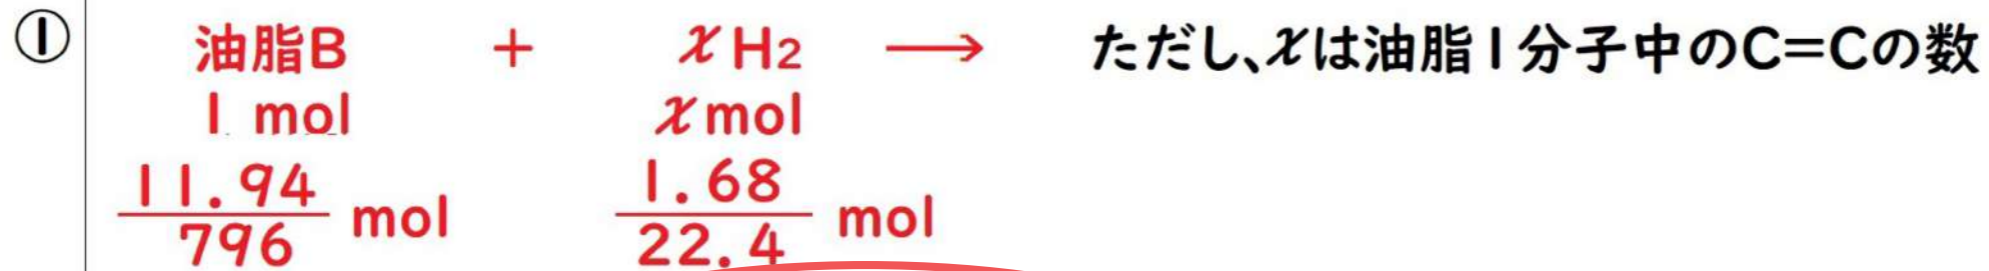 ① 油脂B + xH2 → ただし、xは油脂1分子中のC=Cの数
1 mol xmol
11.94/796 mol 1.68/22.4 mol